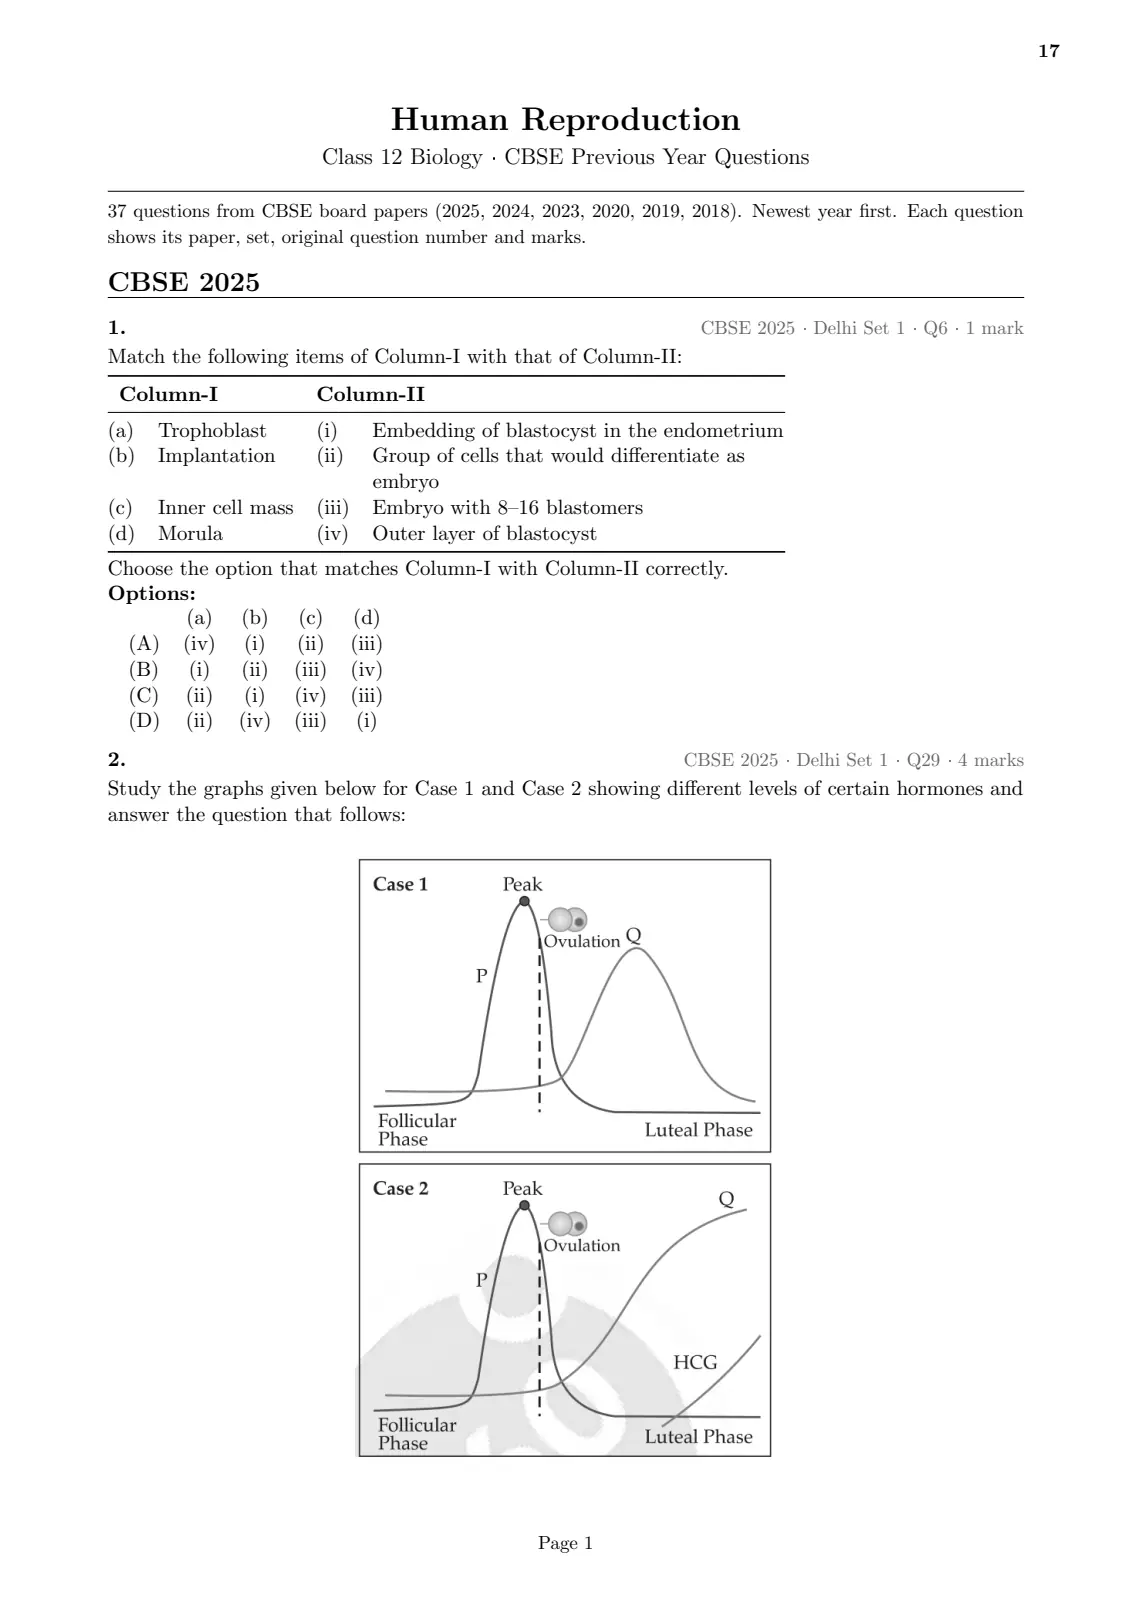 17
Human Reproduction
Class 12 Biology · CBSE Previous Year Questions
37 questions from CBSE board papers (2025, 2024, 2023, 2020, 2019, 2018). Newest year first. Each question
shows its paper, set, original question number and marks.
CBSE 2025
1. CBSE 2025 · Delhi Set 1 · Q6 · 1 mark
Match the following items of Column-I with that of Column-II:
Column-I Column-II
(a) Trophoblast (i) Embedding of blastocyst in the endometrium
(b) Implantation (ii) Group of cells that would differentiate as
embryo
(c) Inner cell mass (iii) Embryo with 8–16 blastomers
(d) Morula (iv) Outer layer of blastocyst
Choose the option that matches Column-I with Column-II correctly.
Options:
(a) (b) (c) (d)
(A) (iv) (i) (ii) (iii)
(B) (i) (ii) (iii) (iv)
(C) (ii) (i) (iv) (iii)
(D) (ii) (iv) (iii) (i)
2. CBSE 2025 · Delhi Set 1 · Q29 · 4 marks
Study the graphs given below for Case 1 and Case 2 showing different levels of certain hormones and
answer the question that follows:
Case 1 Peak
Ovulation Q
P
Follicular
Phase
Luteal Phase
Case 2 Peak
Q
Ovulation
P
HCG
Follicular
Phase
Luteal Phase
Page 1